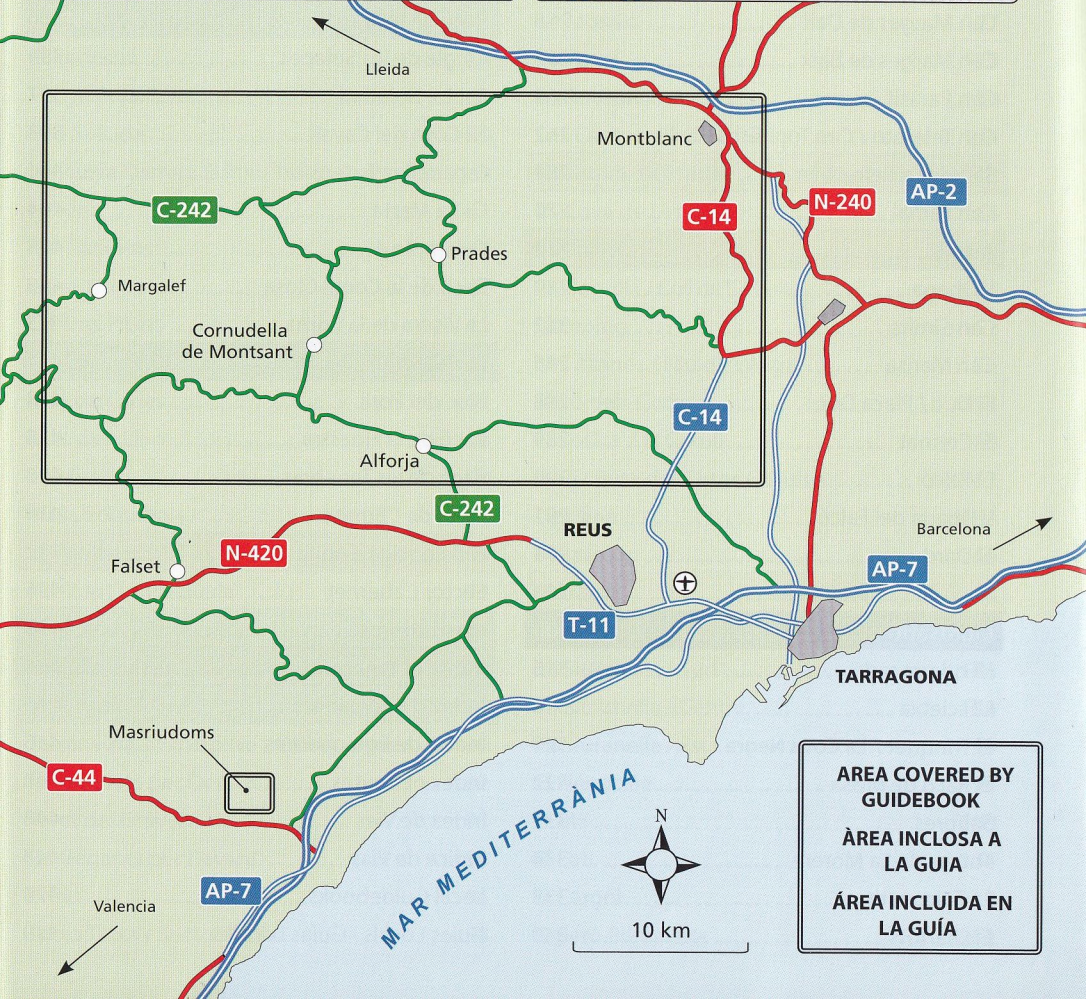 Lleida
Montblanc
C-242
C-14
N-240
AP-2
Prades
Margalef
Cornudella
de Montsant
C-14
Alforja
C-242
REUS
Barcelona
N-420
Falset
AP-7
T-11
TARRAGONA
Masriudoms
C-44
AREA COVERED BY
GUIDEBOOK
ÀREA INCLOSA A
LA GUIA
ÁREA INCLUIDA EN
LA GUÍA
MAR MEDITERRÀNIA
N
AP-7
Valencia
10 km